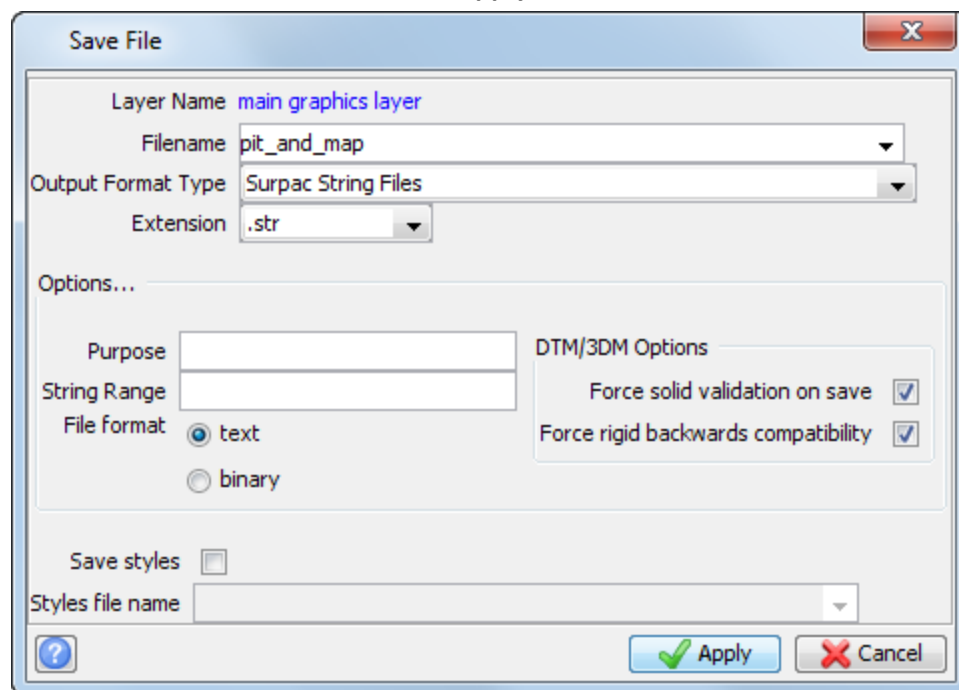 Save File
Layer Name main graphics layer
Filename pit_and_map
Output Format Type Surpac String Files
Extension .str
Options...
Purpose
String Range
File format text
binary
DTM/3DM Options
Force solid validation on save
Force rigid backwards compatibility
Save styles
Styles file name
? Apply Cancel